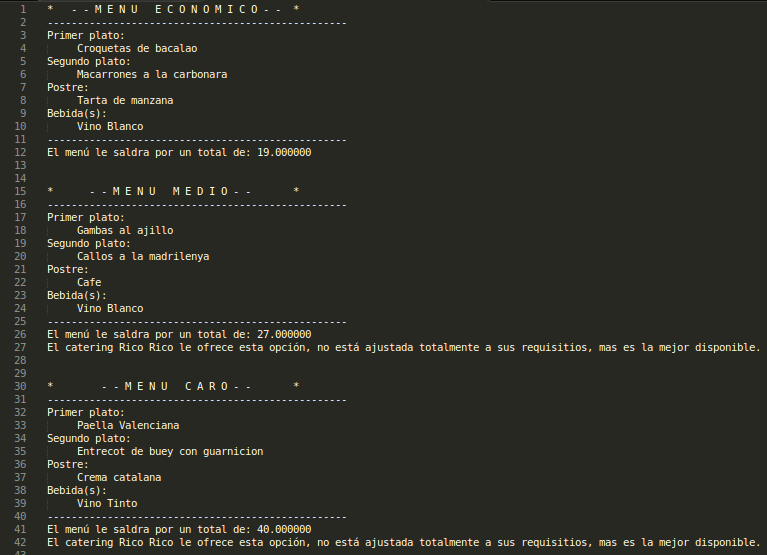 1 * --MENU ECONOMICO-- *
2 --------------------------------------------------
3 Primer plato:
4 Croquetas de bacalao
5 Segundo plato:
6 Macarrones a la carbonara
7 Postre:
8 Tarta de manzana
9 Bebida(s):
10 Vino Blanco
11 --------------------------------------------------
12 El menú le saldra por un total de: 19.000000
13
14
15 * --MENU MEDIO-- *
16 --------------------------------------------------
17 Primer plato:
18 Gambas al ajillo
19 Segundo plato:
20 Callos a la madrilenya
21 Postre:
22 Cafe
23 Bebida(s):
24 Vino Blanco
25 --------------------------------------------------
26 El menú le saldra por un total de: 27.000000
27 El catering Rico Rico le ofrece esta opción, no está ajustada totalmente a sus requisitios, mas es la mejor disponible.
28
29
30 * --MENU CARO-- *
31 --------------------------------------------------
32 Primer plato:
33 Paella Valenciana
34 Segundo plato:
35 Entrecot de buey con guarnicion
36 Postre:
37 Crema catalana
38 Bebida(s):
39 Vino Tinto
40 --------------------------------------------------
41 El menú le saldra por un total de: 40.000000
42 El catering Rico Rico le ofrece esta opción, no está ajustada totalmente a sus requisitios, mas es la mejor disponible.
43